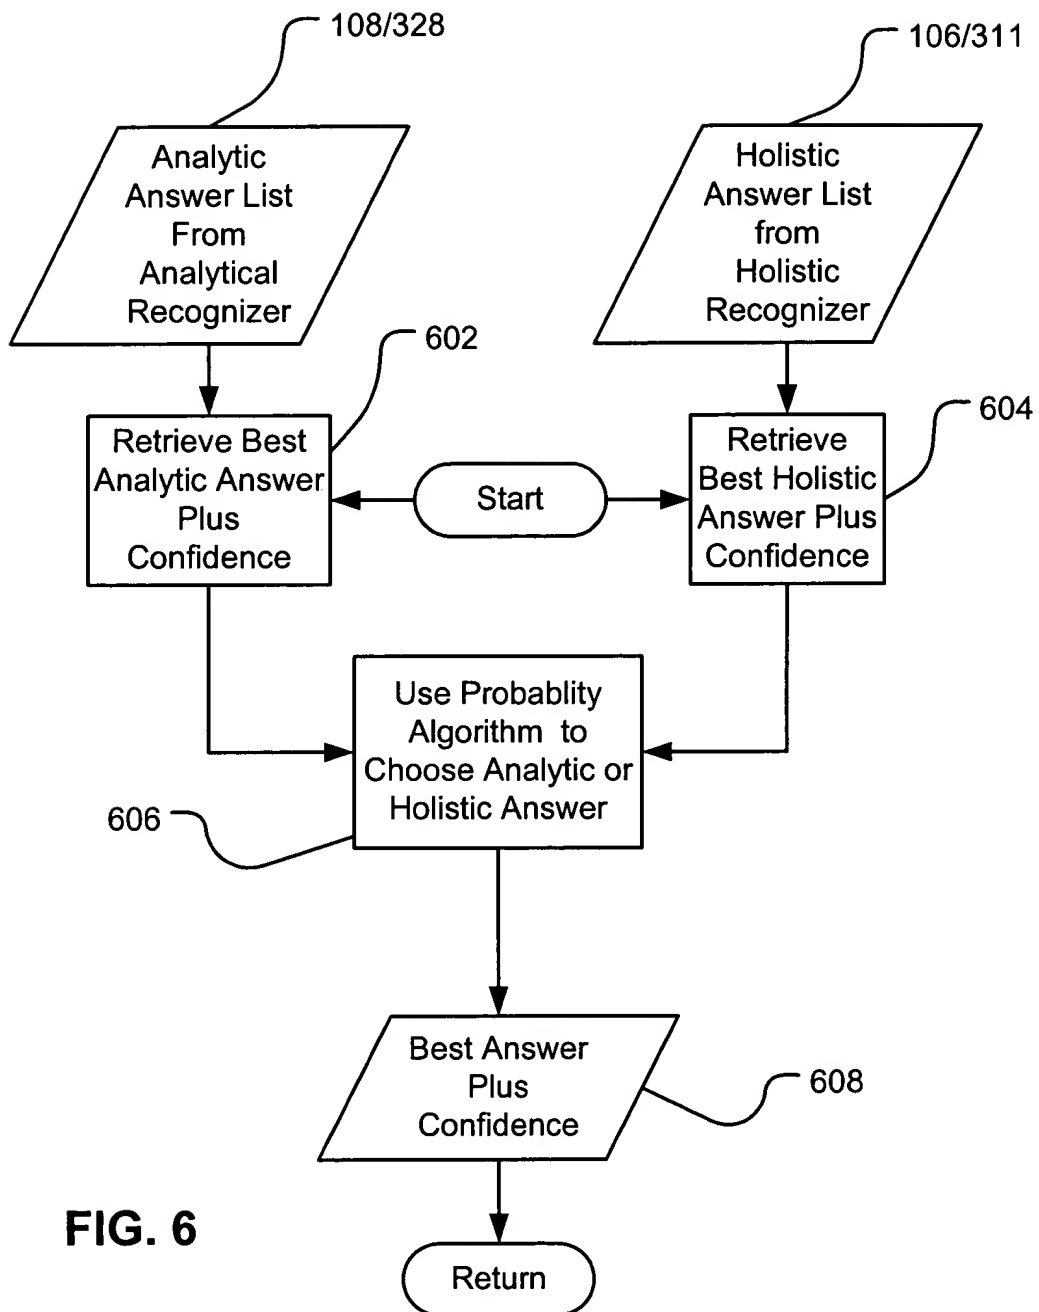 108/328
106/311
Analytic
Answer List
From
Analytical
Recognizer
Holistic
Answer List
from
Holistic
Recognizer
602
604
Retrieve Best
Analytic Answer
Plus
Confidence
Start
Retrieve
Best Holistic
Answer Plus
Confidence
Use Probablity
Algorithm to
Choose Analytic or
Holistic Answer
606
Best Answer
Plus
Confidence
608
FIG. 6
Return